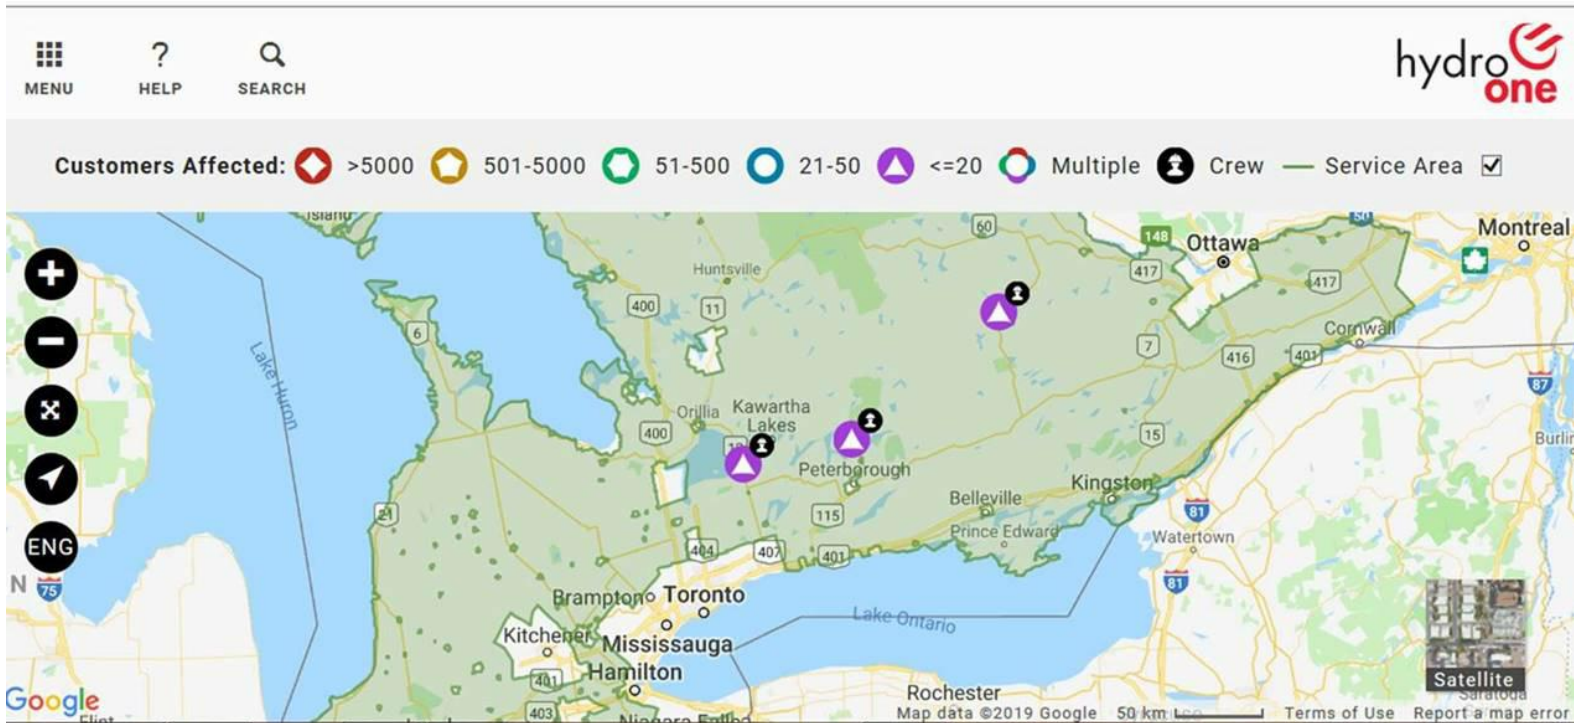 MENU
HELP
SEARCH
hydro
one
Customers Affected: >5000 501-5000 51-500 21-50 <=20 Multiple Crew Service Area
Island
60
148
Ottawa
50
Montreal
Huntsville
417
417
400
11
6
Cornwall
7
416
401
87
Lake Huron
Orillia
Kawartha
Lakes
400
15
Peterborough
Kingston
Belleville
21
115
81
Prince Edward
Watertown
ENG
404
407
401
N
75
81
Brampton
Toronto
Lake Ontario
Kitchener
Mississauga
401
Hamilton
Satellite
Google
403
Rochester
Map data ©2019 Google 50 km Terms of Use Report a map error